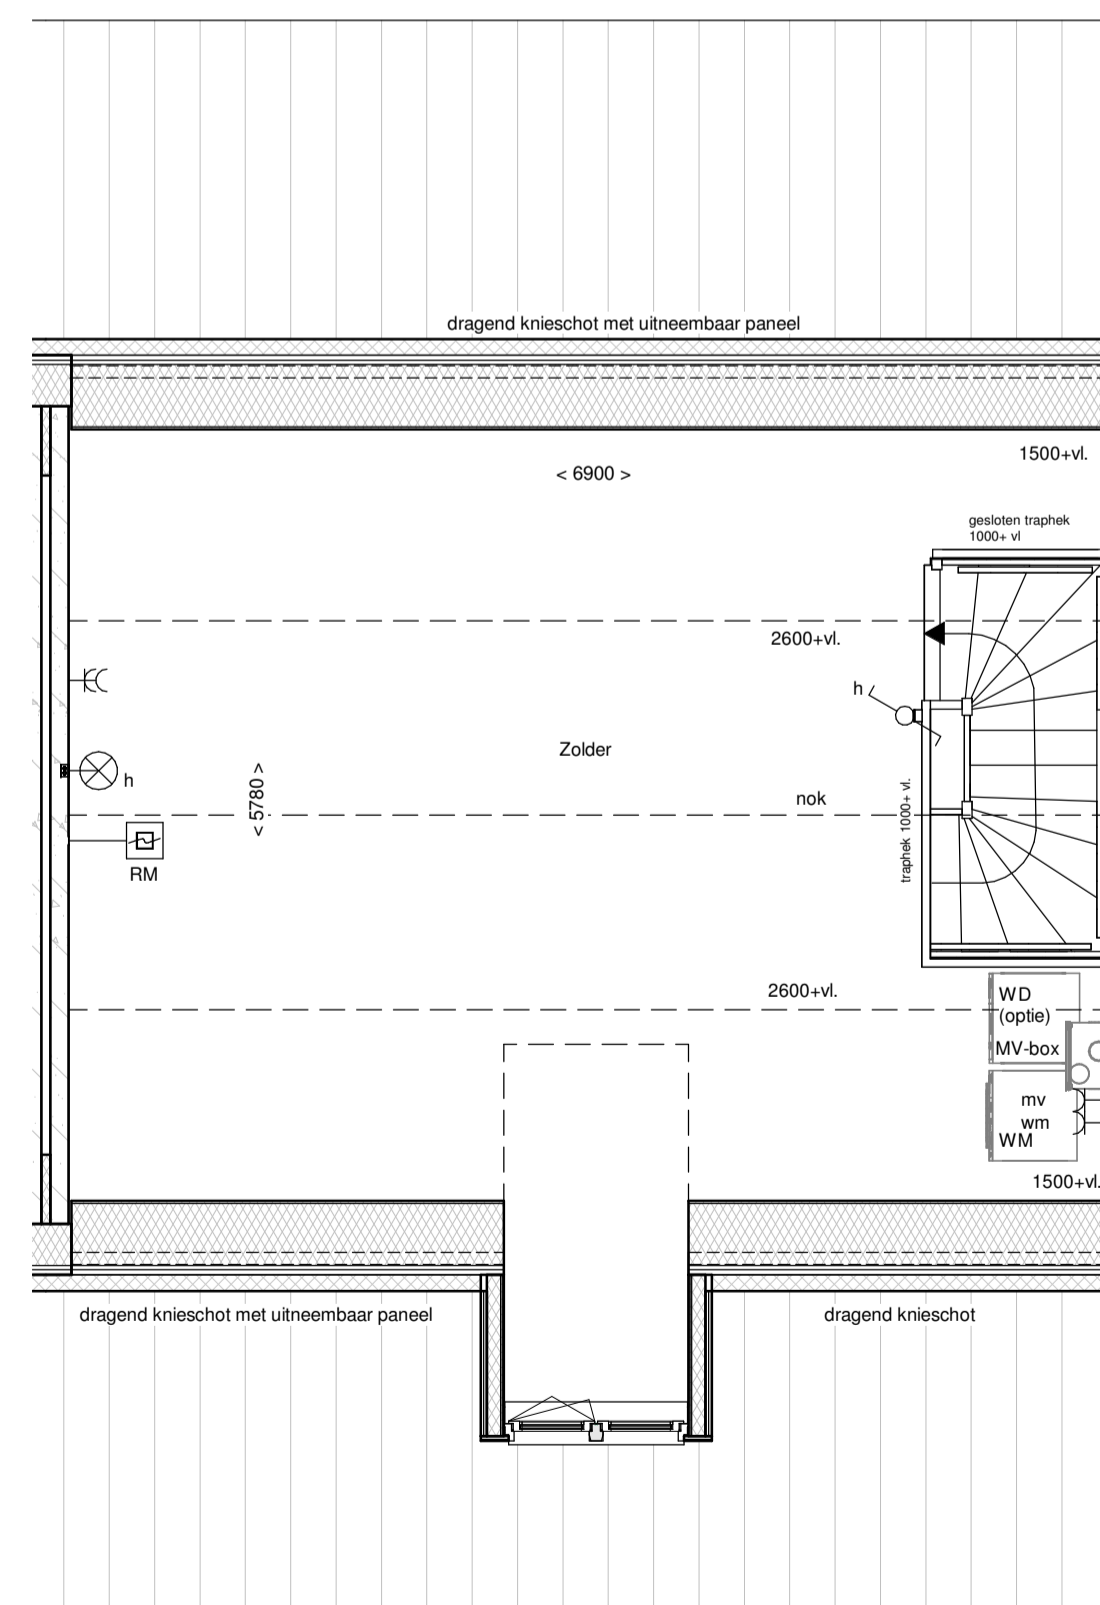 dragend knieschot met uitneembaar paneel
1500+vl.
< 6900 >
gesloten traphek
1000+ vl
2600+vl.
h
Zolder
< 5780 >
h
nok
traphek 1000+ vl.
RM
2600+vl.
WD
(optie)
MV-box
mv
wm
WM
1500+vl.
dragend knieschot met uitneembaar paneel
dragend knieschot